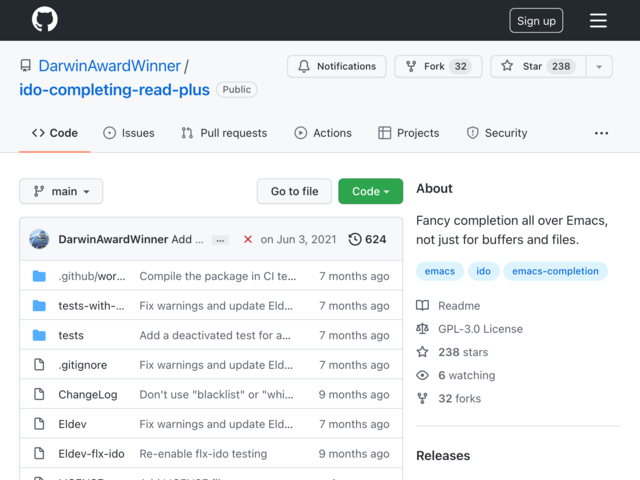 Sign up
DarwinAwardWinner /
ido-completing-read-plus Public
Notifications Fork 32 Star 238
Code Issues Pull requests Actions Projects Security ...
main Go to file Code
DarwinAwardWinner Add ... ... on Jun 3, 2021 624
.github/wor... Compile the package in CI te... 7 months ago
tests-with-... Fix warnings and update Eld... 7 months ago
tests Add a deactivated test for a... 7 months ago
.gitignore Fix warnings and update Eld... 7 months ago
ChangeLog Don't use "blacklist" or "whi... 9 months ago
Eldev Fix warnings and update Eld... 7 months ago
Eldev-flx-ido Re-enable flx-ido testing 9 months ago
About
Fancy completion all over Emacs,
not just for buffers and files.
emacs ido emacs-completion
Readme
GPL-3.0 License
238 stars
6 watching
32 forks
Releases